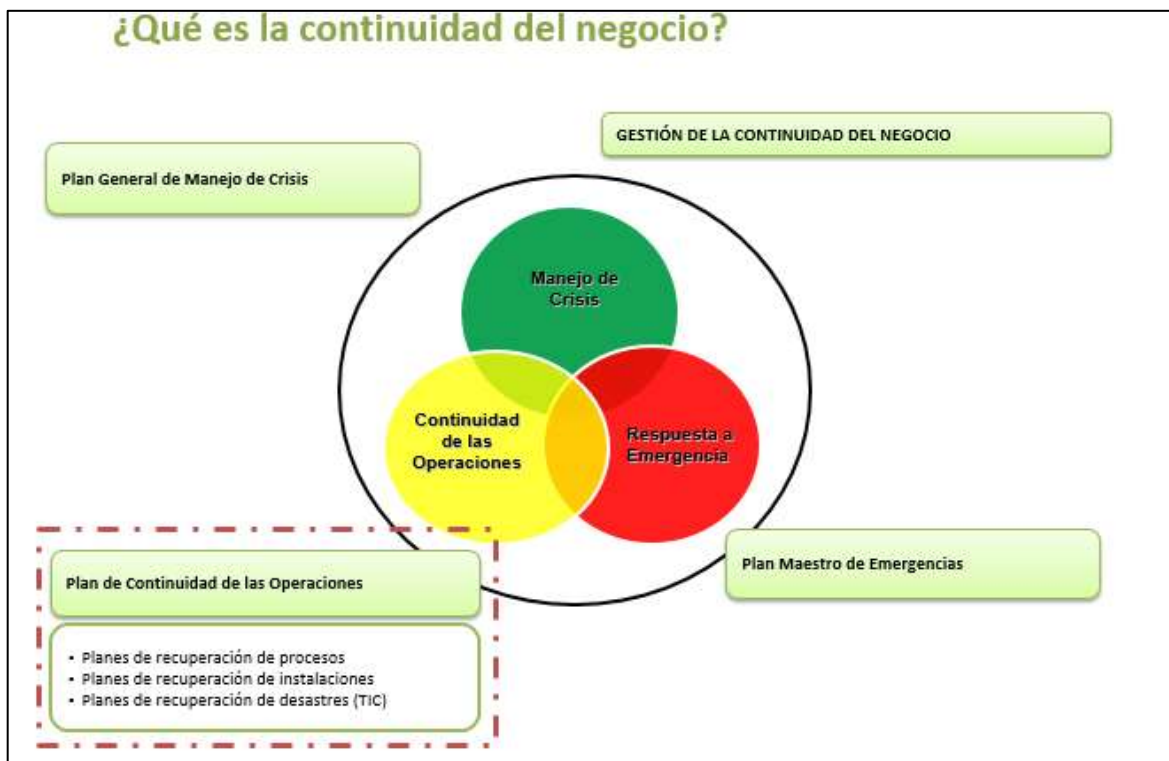 ¿Qué es la continuidad del negocio?
GESTIÓN DE LA CONTINUIDAD DEL NEGOCIO
Plan General de Manejo de Crisis
Manejo de
Crisis
Continuidad
de las
Operaciones
Respuesta a
Emergencia
Plan de Continuidad de las Operaciones
Plan Maestro de Emergencias
• Planes de recuperación de procesos
• Planes de recuperación de instalaciones
• Planes de recuperación de desastres (TIC)